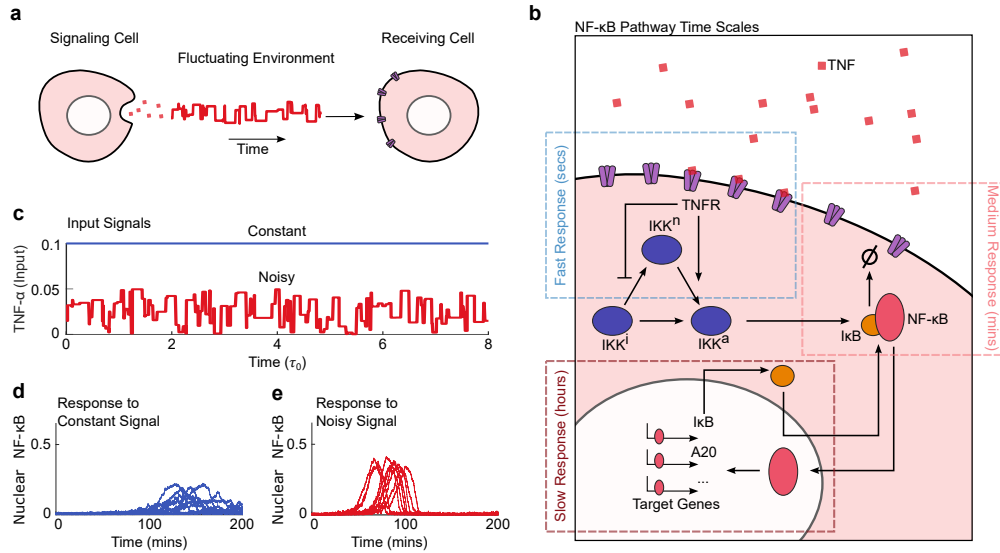 a
Signaling Cell
Fluctuating Environment
Receiving Cell
Time
b
NF-κB Pathway Time Scales
TNF
Fast Response (secs)
Medium Response (mins)
Slow Response (hours)
TNFR
IKKⁿ
IKKⁱ
IKKᵃ
Ø
IκB
NF-κB
IκB
A20
...
Target Genes
c
Input Signals
Constant
Noisy
TNF-α (Input)
0.1
0.05
0
0
2
4
6
8
Time (τ₀)
d
Response to
Constant Signal
Nuclear NF-κB
0.5
0
0
100
200
Time (mins)
e
Response to
Noisy Signal
Nuclear NF-κB
0.5
0
0
100
200
Time (mins)